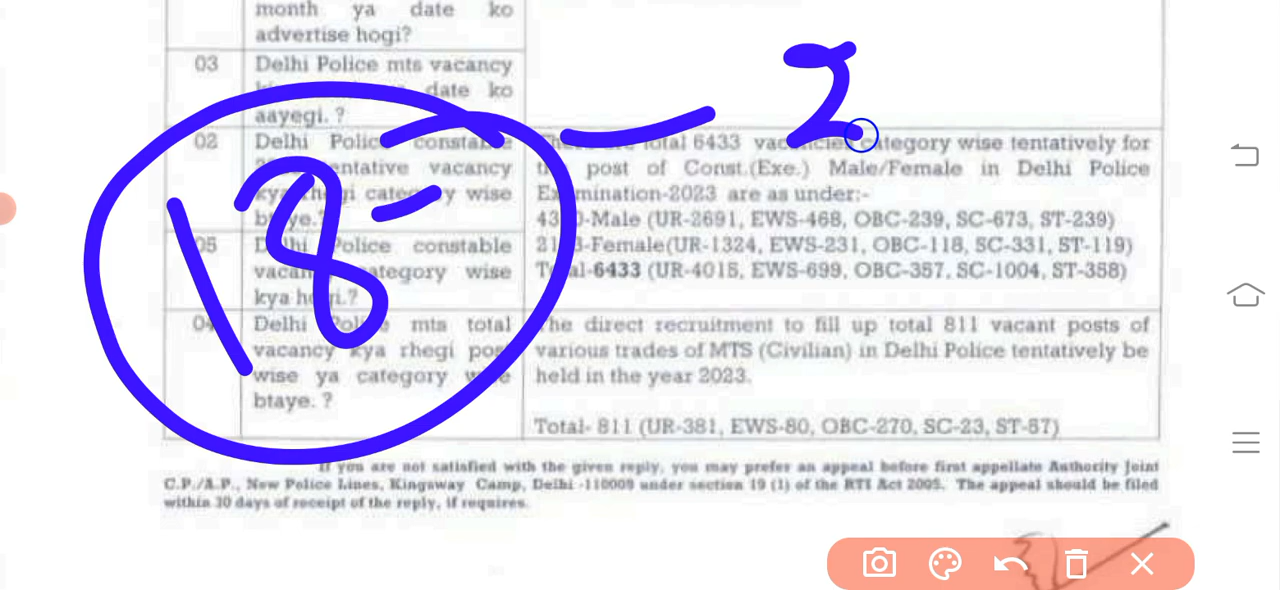 month ya date ko
advertise hogi?
03 Delhi Police mts vacancy
date ko
aayegi. ?
02 Delhi Police constable
tentative vacancy
kya rhegi category wise
btaye.?
total 6433 vacancies category wise tentatively for
post of Const.(Exe.) Male/Female in Delhi Police
Examination-2023 are as under:-
-Male (UR-2691, EWS-468, OBC-239, SC-673, ST-239)
-Female(UR-1324, EWS-231, OBC-118, SC-331, ST-119)
Total-6433 (UR-4015, EWS-699, OBC-357, SC-1004, ST-358)
05 Delhi Police constable
vacancy category wise
kya hogi.?
04 Delhi Police mts total
vacancy kya rhegi post
wise ya category wise
btaye. ?
The direct recruitment to fill up total 811 vacant posts of
various trades of MTS (Civilian) in Delhi Police tentatively be
held in the year 2023.
Total- 811 (UR-381, EWS-80, OBC-270, SC-23, ST-57)
If you are not satisfied with the given reply, you may prefer an appeal before first appellate Authority Joint
C.P./A.P., New Police Lines, Kingsway Camp, Delhi -110009 under section 19 (1) of the RTI Act 2005. The appeal should be filed
within 30 days of receipt of the reply, if requires.
18
2